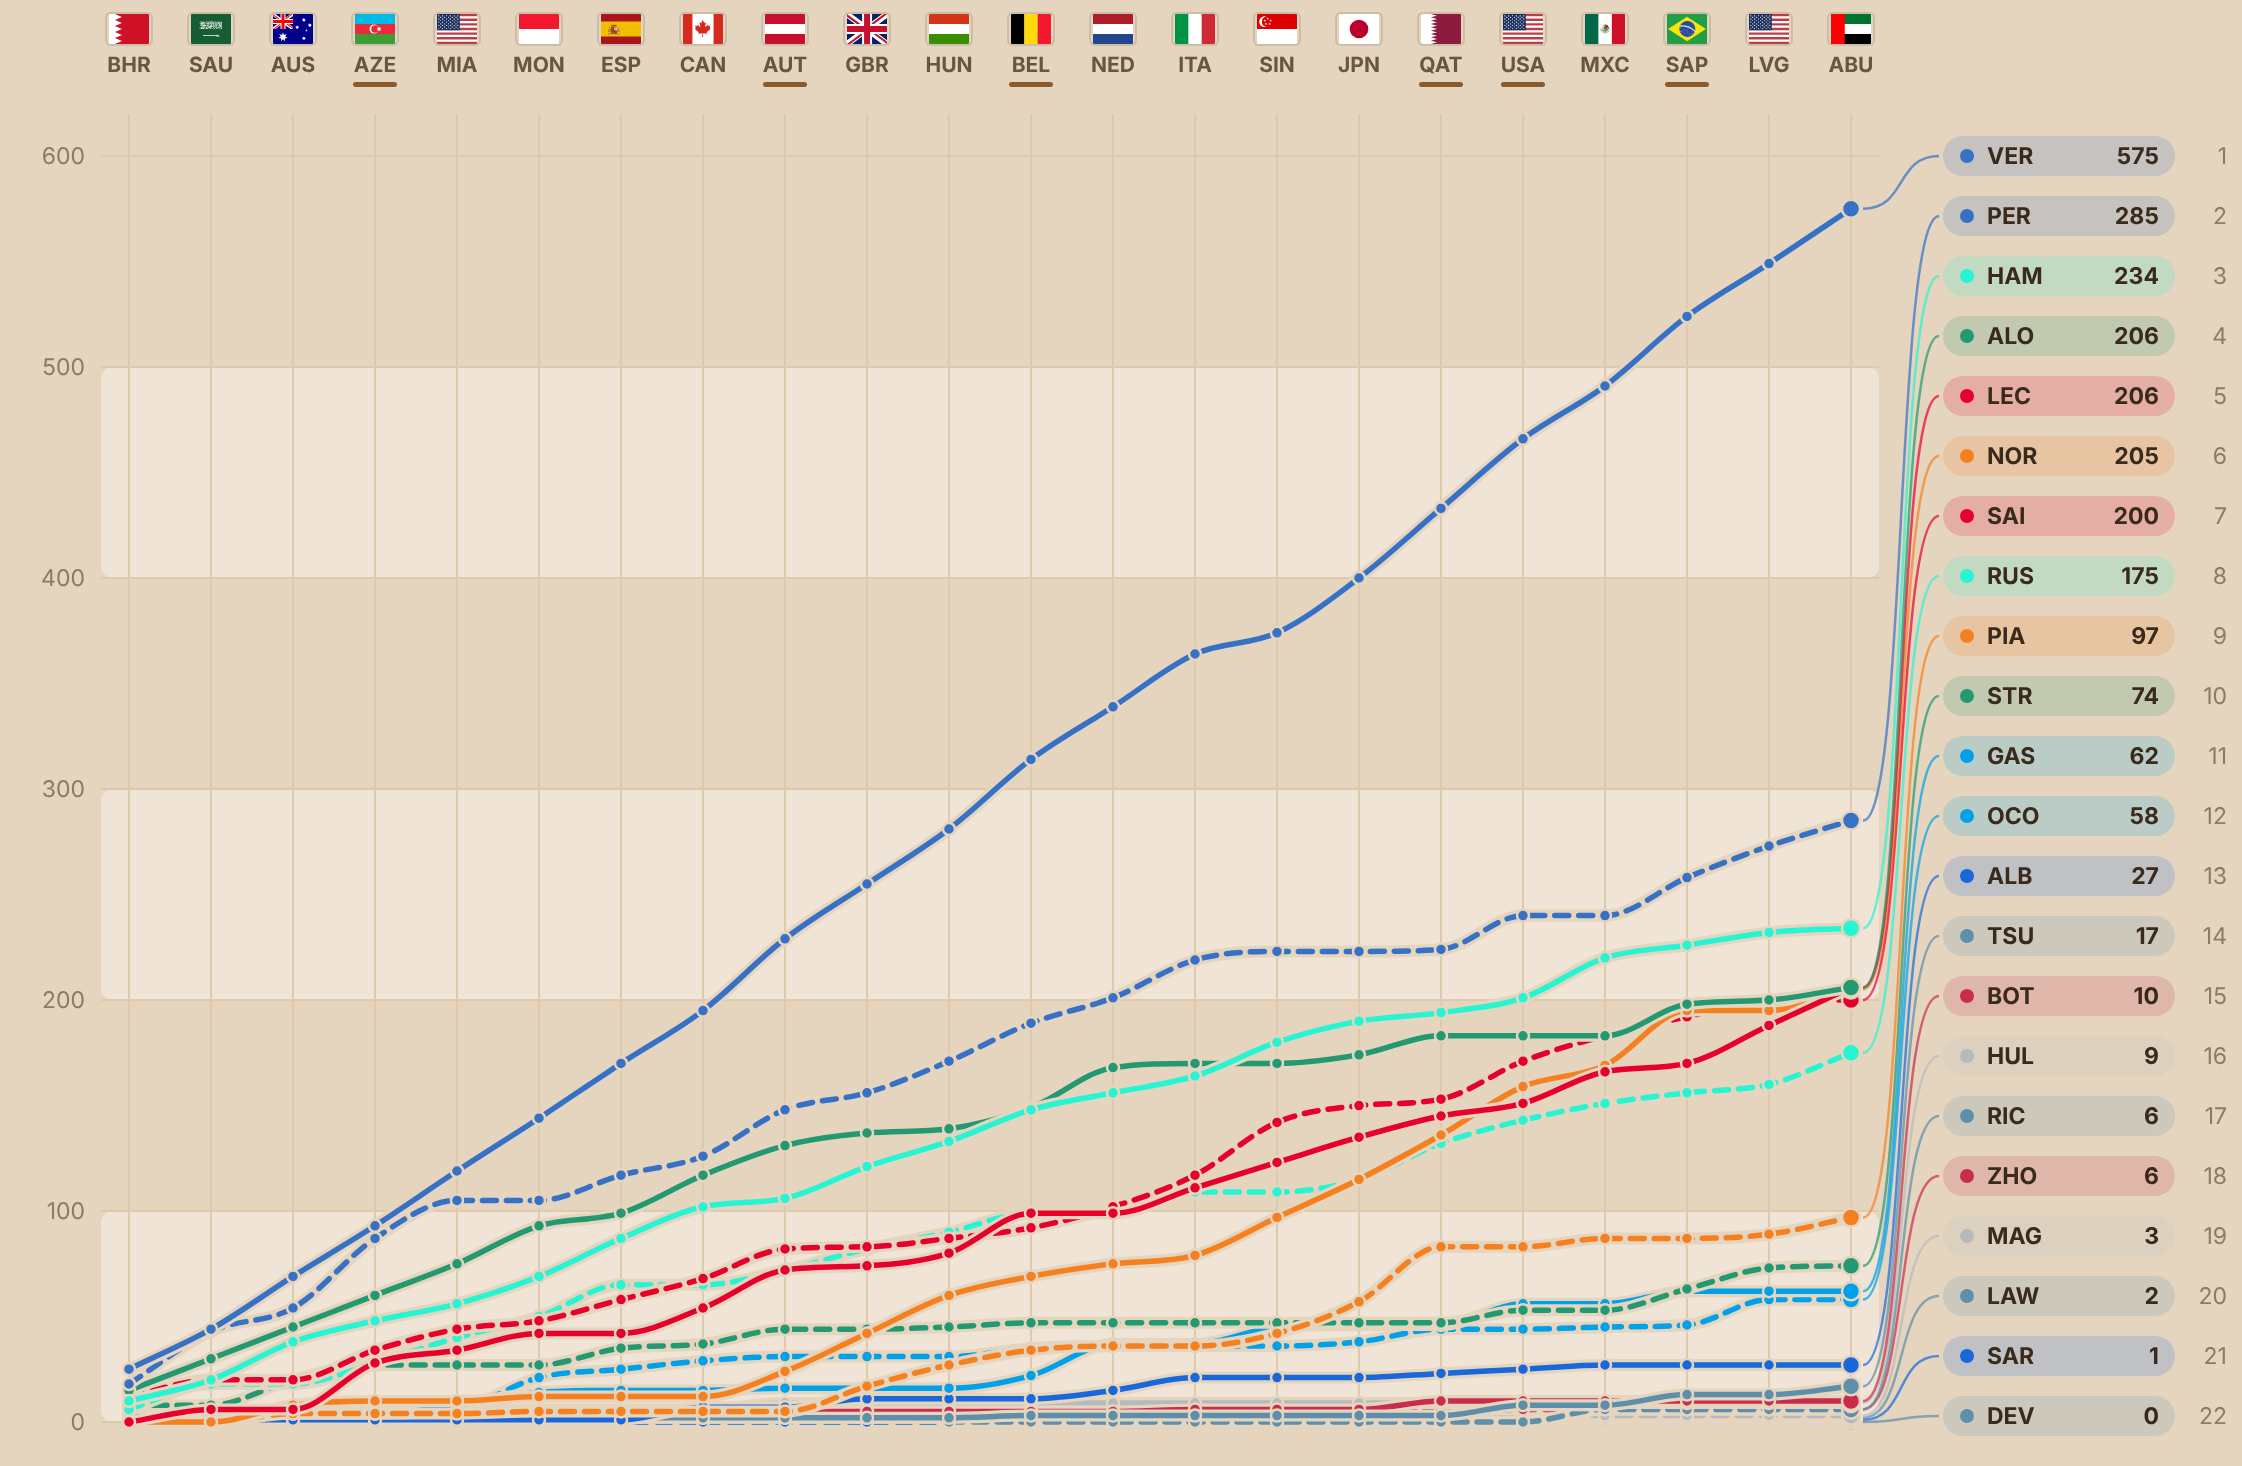 BHR SAU AUS AZE MIA MON ESP CAN AUT GBR HUN BEL NED ITA SIN JPN QAT USA MXC SAP LVG ABU
600
500
400
300
200
100
0
VER 575 1
PER 285 2
HAM 234 3
ALO 206 4
LEC 206 5
NOR 205 6
SAI 200 7
RUS 175 8
PIA 97 9
STR 74 10
GAS 62 11
OCO 58 12
ALB 27 13
TSU 17 14
BOT 10 15
HUL 9 16
RIC 6 17
ZHO 6 18
MAG 3 19
LAW 2 20
SAR 1 21
DEV 0 22